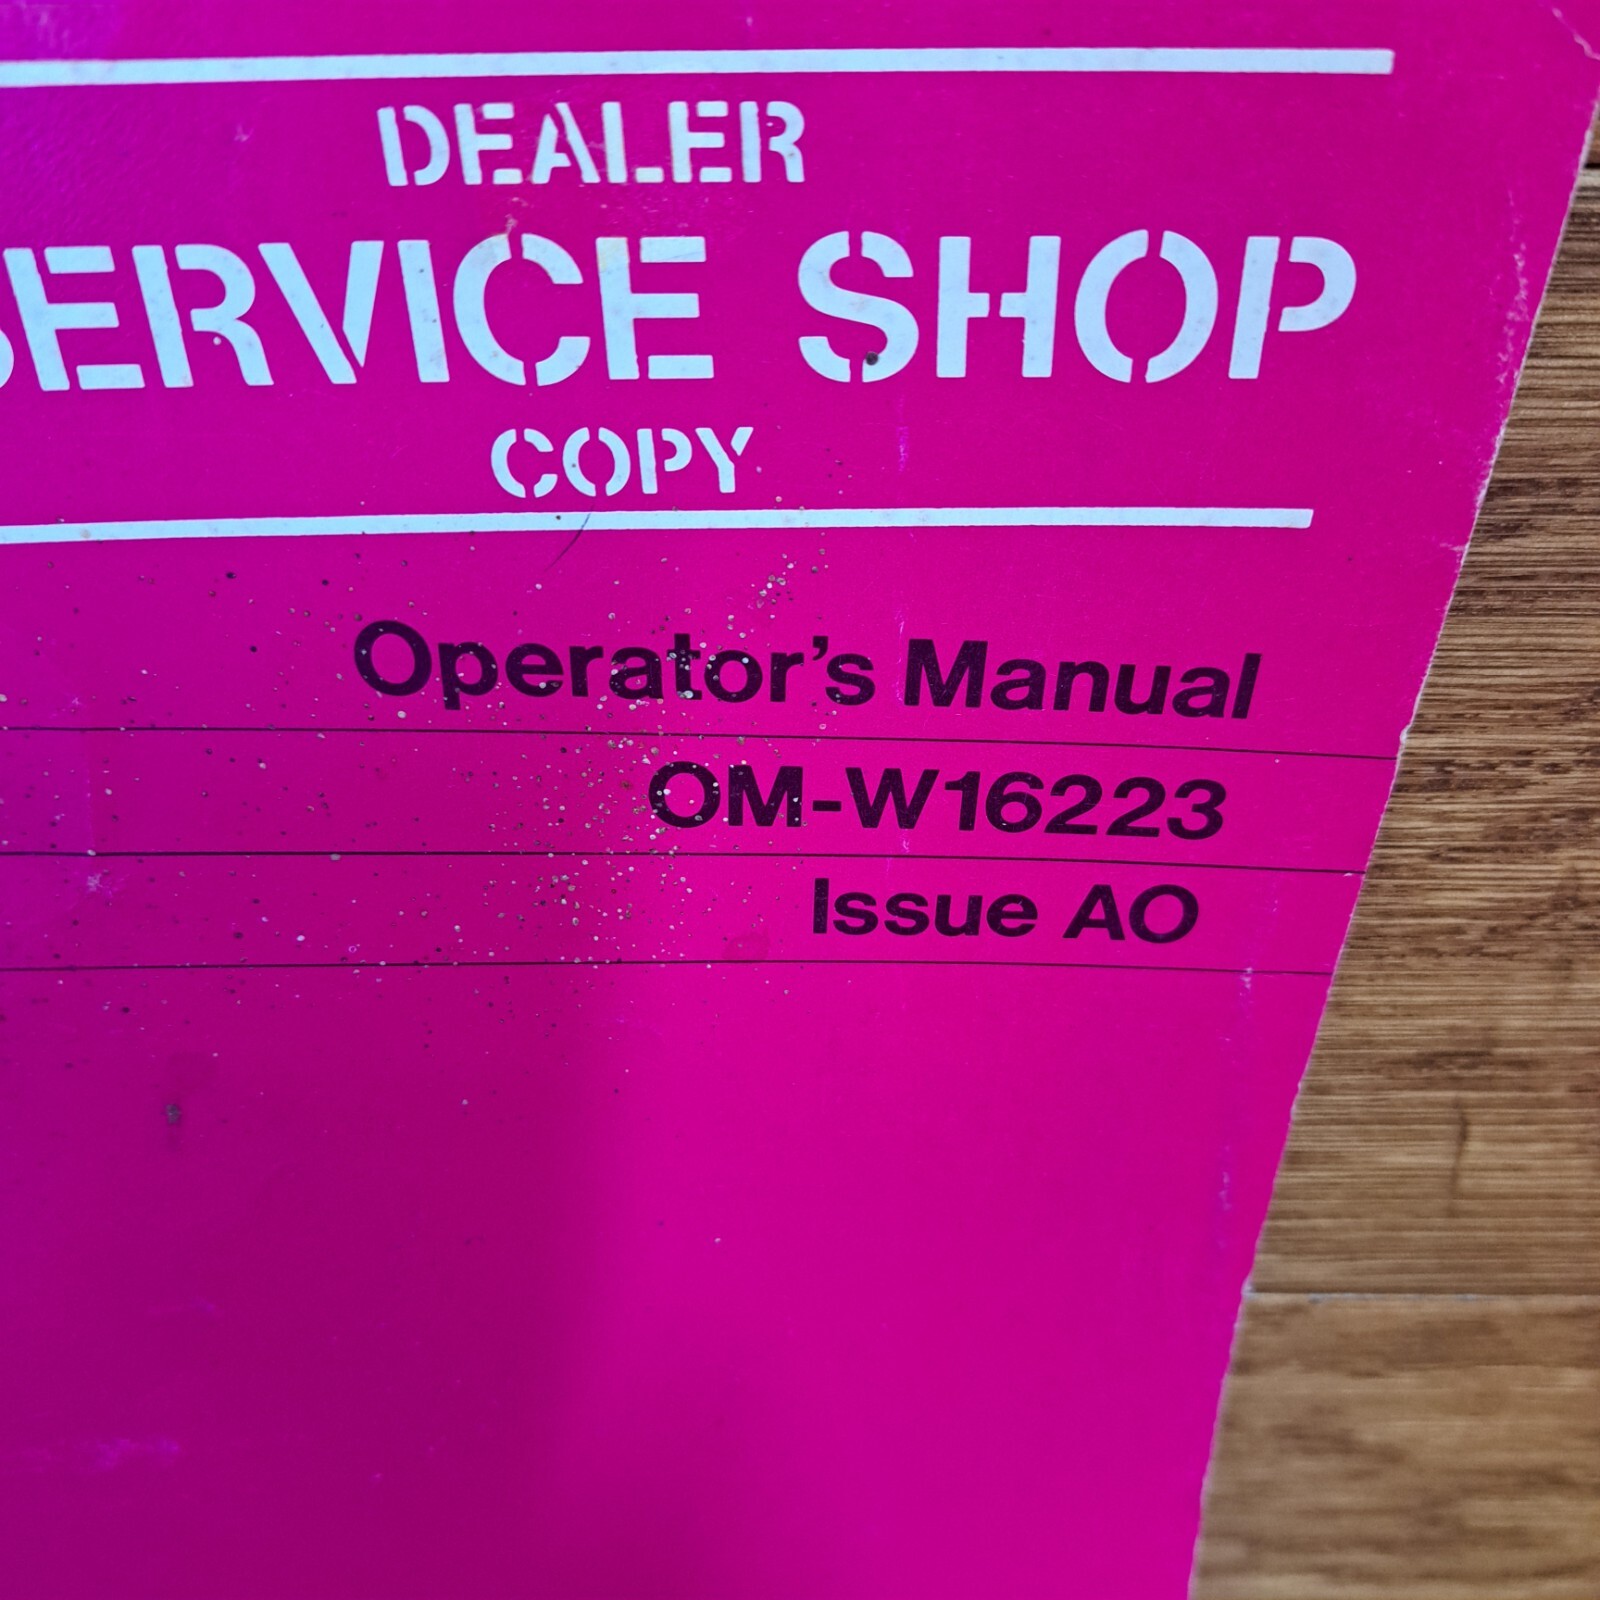 DEALER
SERVICE SHOP
COPY
Operator's Manual
OM-W16223
Issue AO